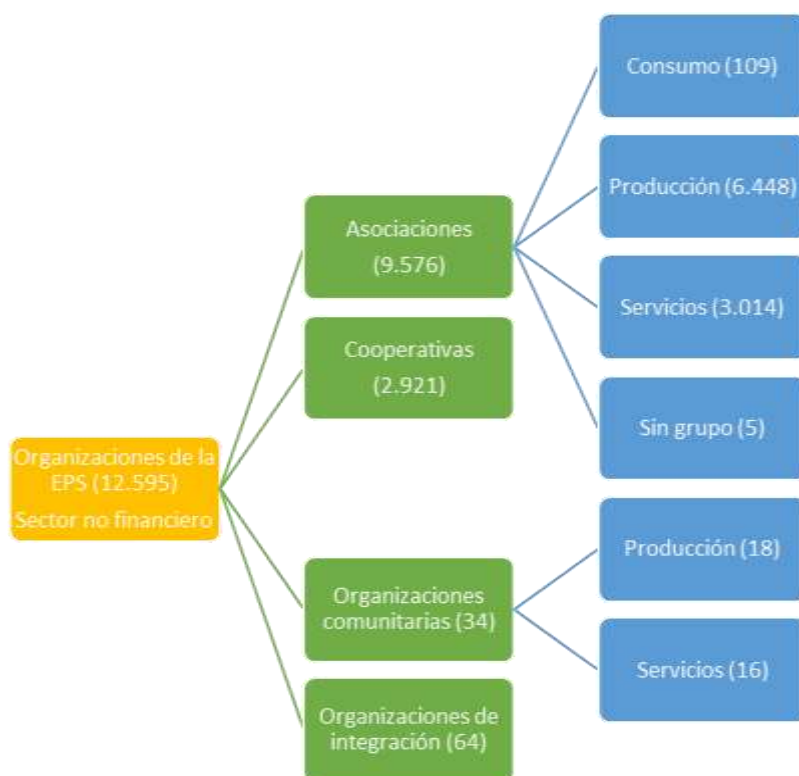 Organizaciones de la
EPS (12.595)
Sector no financiero
Asociaciones
(9.576)
Cooperativas
(2.921)
Organizaciones
comunitarias (34)
Organizaciones de
integración (64)
Consumo (109)
Producción (6.448)
Servicios (3.014)
Sin grupo (5)
Producción (18)
Servicios (16)